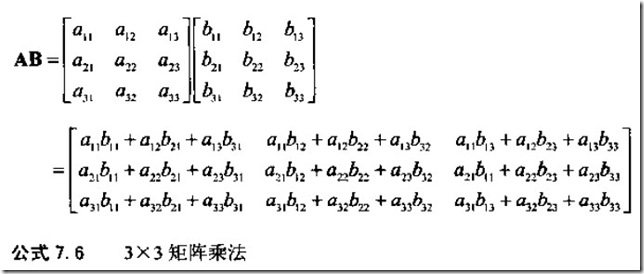 AB = [a₁₁ a₁₂ a₁₃] [b₁₁ b₁₂ b₁₃]
[a₂₁ a₂₂ a₂₃] [b₂₁ b₂₂ b₂₃]
[a₃₁ a₃₂ a₃₃] [b₃₁ b₃₂ b₃₃]
= [a₁₁b₁₁ + a₁₂b₂₁ + a₁₃b₃₁ a₁₁b₁₂ + a₁₂b₂₂ + a₁₃b₃₂ a₁₁b₁₃ + a₁₂b₂₃ + a₁₃b₃₃]
[a₂₁b₁₁ + a₂₂b₂₁ + a₂₃b₃₁ a₂₁b₁₂ + a₂₂b₂₂ + a₂₃b₃₂ a₂₁b₁₃ + a₂₂b₂₃ + a₂₃b₃₃]
[a₃₁b₁₁ + a₃₂b₂₁ + a₃₃b₃₁ a₃₁b₁₂ + a₃₂b₂₂ + a₃₃b₃₂ a₃₁b₁₃ + a₃₂b₂₃ + a₃₃b₃₃]
公式 7.6 3×3 矩阵乘法